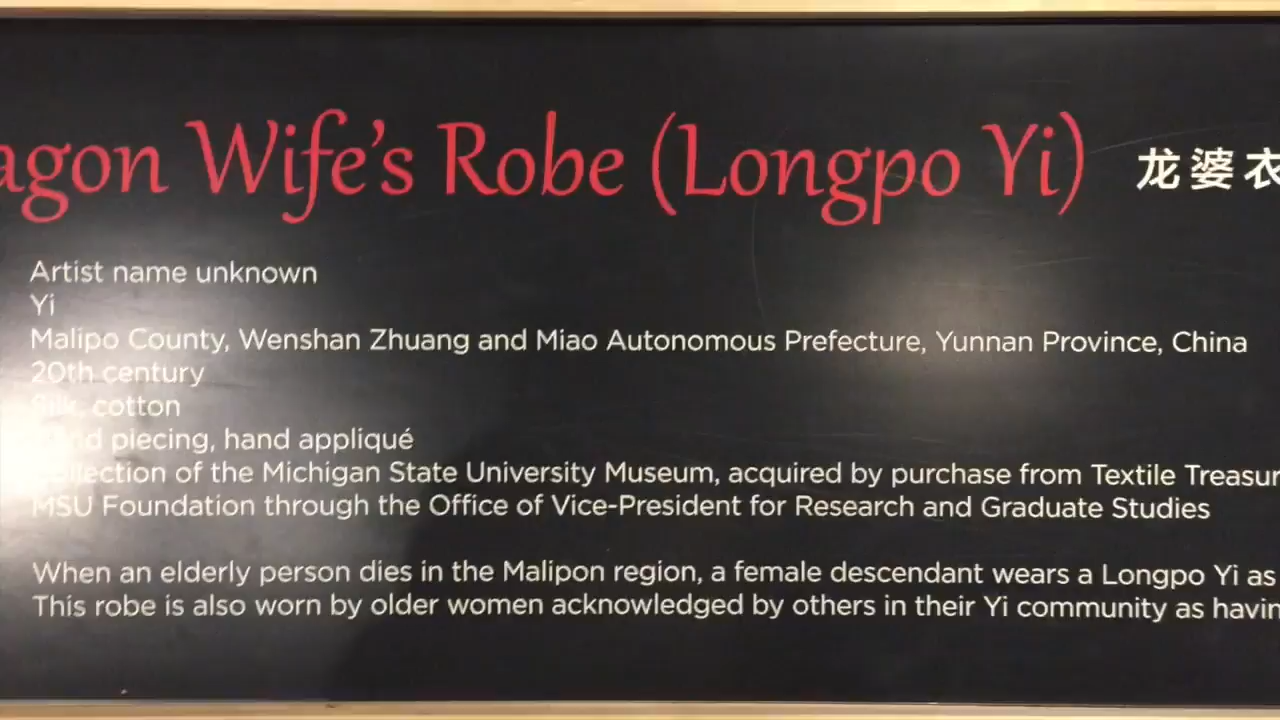 agon Wife's Robe (Longpo Yi) 龙婆衣
Artist name unknown
Yi
Malipo County, Wenshan Zhuang and Miao Autonomous Prefecture, Yunnan Province, China
20th century
Silk, cotton
Hand piecing, hand appliqué
Collection of the Michigan State University Museum, acquired by purchase from Textile Treasur
MSU Foundation through the Office of Vice-President for Research and Graduate Studies
When an elderly person dies in the Malipon region, a female descendant wears a Longpo Yi as
This robe is also worn by older women acknowledged by others in their Yi community as havin